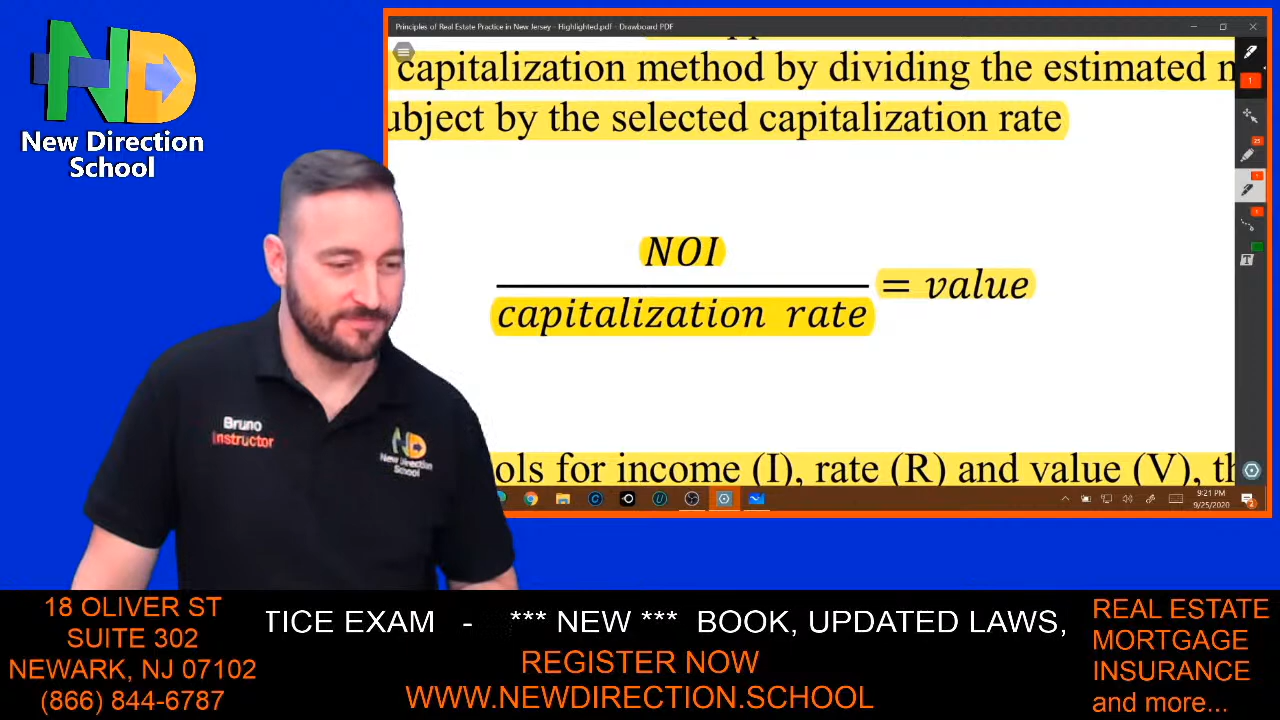 New Direction
School
Principles of Real Estate Practice in New Jersey - Highlighted.pdf - Drawboard PDF
capitalization method by dividing the estimated n
ubject by the selected capitalization rate
NOI
capitalization rate
= value
ols for income (I), rate (R) and value (V), th
9:21 PM
9/25/2020
Bruno
Instructor
New Direction
School
18 OLIVER ST
SUITE 302
NEWARK, NJ 07102
(866) 844-6787
TICE EXAM - *** NEW *** BOOK, UPDATED LAWS,
REGISTER NOW
WWW.NEWDIRECTION.SCHOOL
REAL ESTATE
MORTGAGE
INSURANCE
and more...